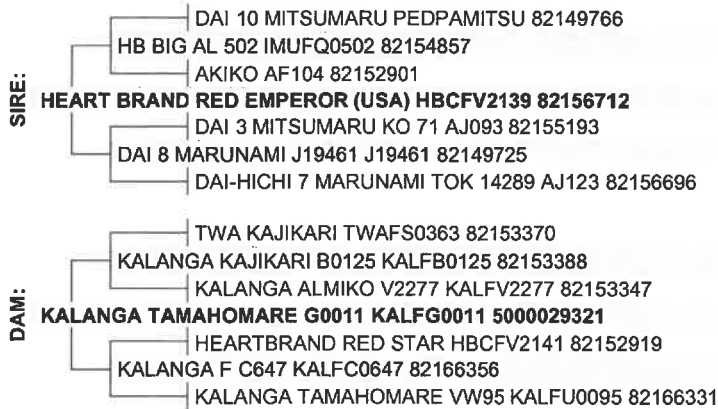 DAI 10 MITSUMARU PEDPAMITSU 82149766
HB BIG AL 502 IMUFQ0502 82154857
AKIKO AF104 82152901
SIRE:
HEART BRAND RED EMPEROR (USA) HBCFV2139 82156712
DAI 3 MITSUMARU KO 71 AJ093 82155193
DAI 8 MARUNAMI J19461 J19461 82149725
DAI-HICHI 7 MARUNAMI TOK 14289 AJ123 82156696
TWA KAJIKARI TWAFS0363 82153370
KALANGA KAJIKARI B0125 KALFB0125 82153388
KALANGA ALMIKO V2277 KALFV2277 82153347
DAM:
KALANGA TAMAHOMARE G0011 KALFG0011 5000029321
HEARTBRAND RED STAR HBCFV2141 82152919
KALANGA F C647 KALFC0647 82166356
KALANGA TAMAHOMARE VW95 KALFU0095 82166331